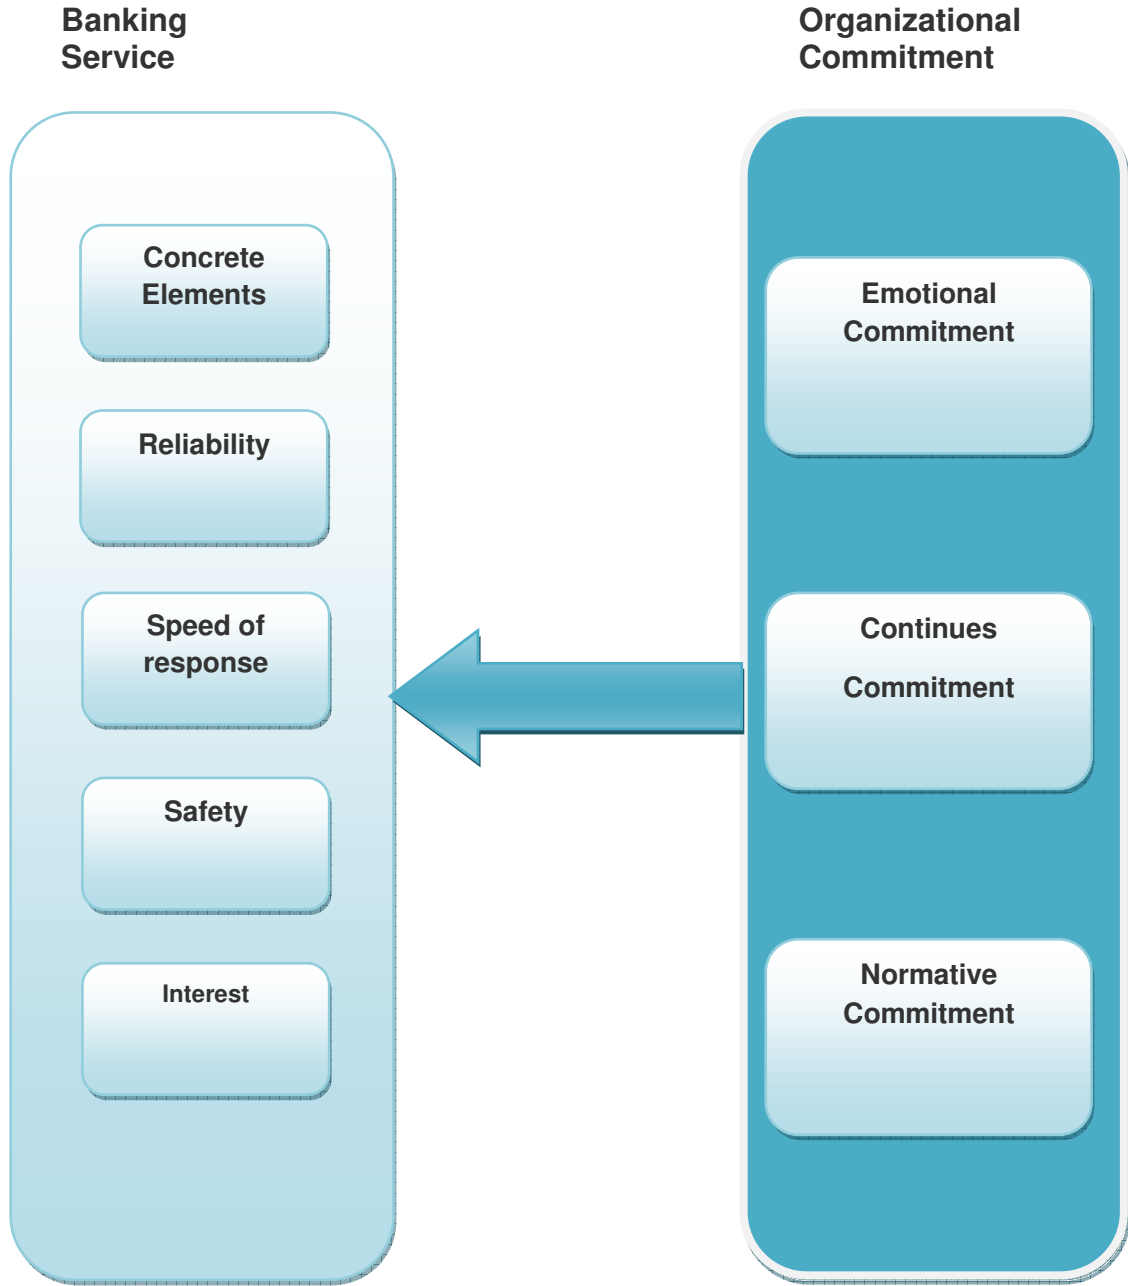 Banking
Service
Concrete
Elements
Reliability
Speed of
response
Safety
Interest
Organizational
Commitment
Emotional
Commitment
Continues
Commitment
Normative
Commitment